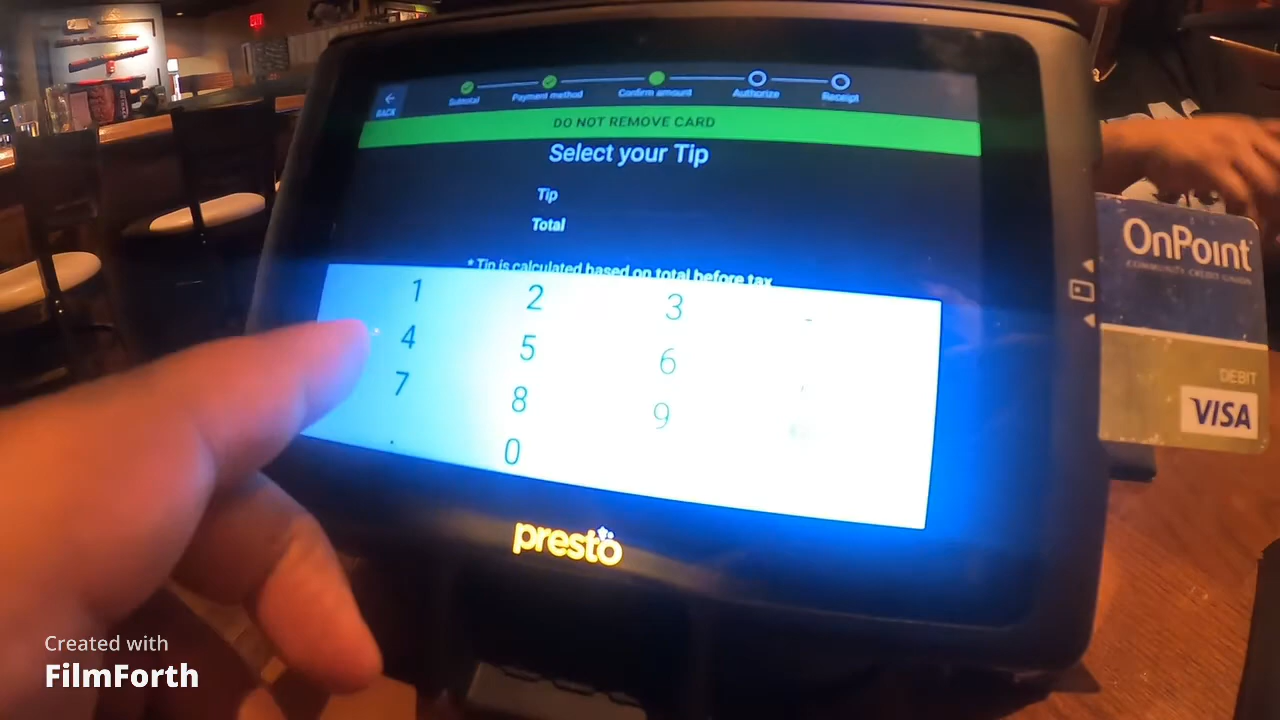 BACK
Subtotal
Payment method
Confirm amount
Authorize
Receipt
DO NOT REMOVE CARD
Select your Tip
Tip
Total
* Tip is calculated based on total before tax
1 2 3 -
4 5 6 ,
7 8 9
. 0
presto
OnPoint
COMMUNITY CREDIT UNION
DEBIT
VISA
Created with
FilmForth